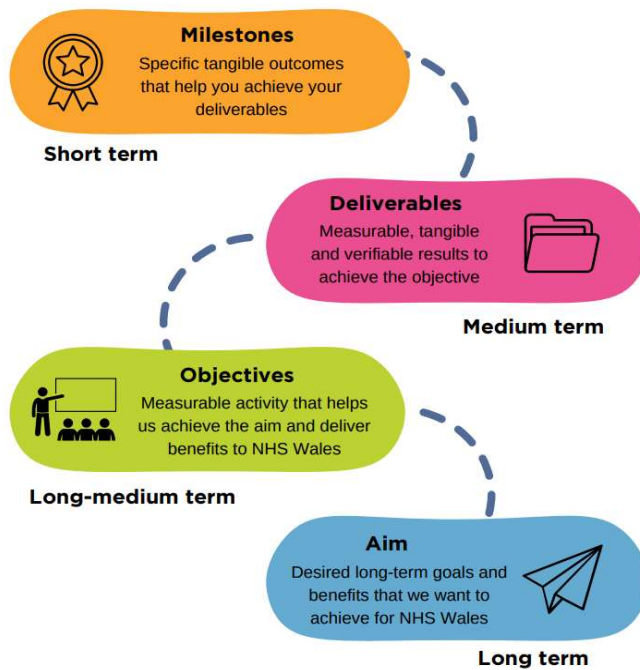 Milestones
Specific tangible outcomes
that help you achieve your
deliverables
Short term
Deliverables
Measurable, tangible
and verifiable results to
achieve the objective
Medium term
Objectives
Measurable activity that helps
us achieve the aim and deliver
benefits to NHS Wales
Long-medium term
Aim
Desired long-term goals and
benefits that we want to
achieve for NHS Wales
Long term